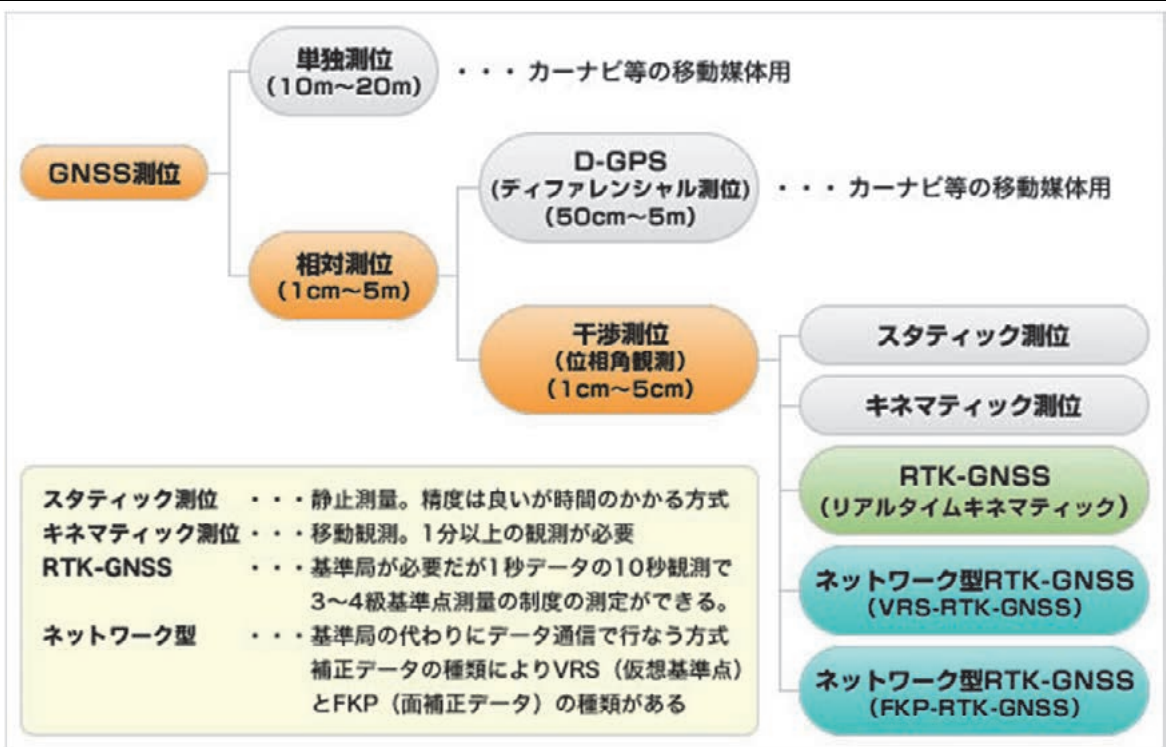 単独測位
(10m～20m)
・・・ カーナビ等の移動媒体用
GNSS測位
D-GPS
(ディファレンシャル測位)
(50cm～5m)
・・・ カーナビ等の移動媒体用
相対測位
(1cm～5m)
干渉測位
(位相角観測)
(1cm～5cm)
スタティック測位
キネマティック測位
RTK-GNSS
(リアルタイムキネマティック)
ネットワーク型RTK-GNSS
(VRS-RTK-GNSS)
ネットワーク型RTK-GNSS
(FKP-RTK-GNSS)
スタティック測位 ・・・静止測量。精度は良いが時間のかかる方式
キネマティック測位・・・移動観測。1分以上の観測が必要
RTK-GNSS ・・・基準局が必要だが1秒データの10秒観測で
3～4級基準点測量の制度の測定ができる。
ネットワーク型 ・・・基準局の代わりにデータ通信で行なう方式
補正データの種類によりVRS（仮想基準点）
とFKP（面補正データ）の種類がある